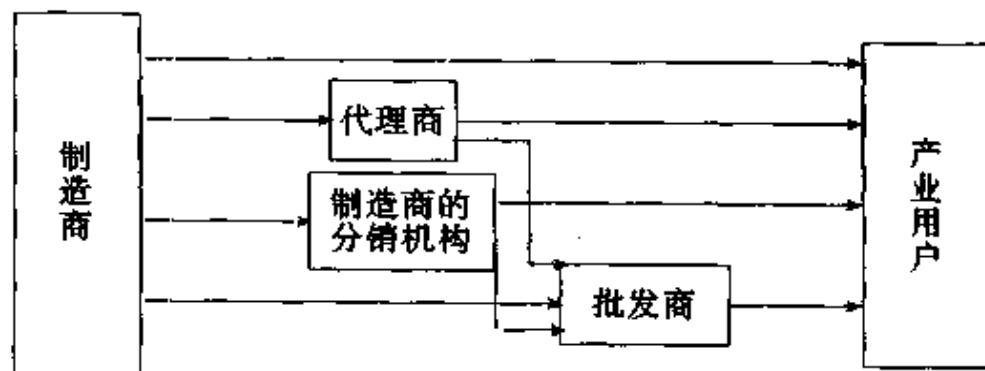 制造商
代理商
制造商的
分销机构
批发商
产业用户